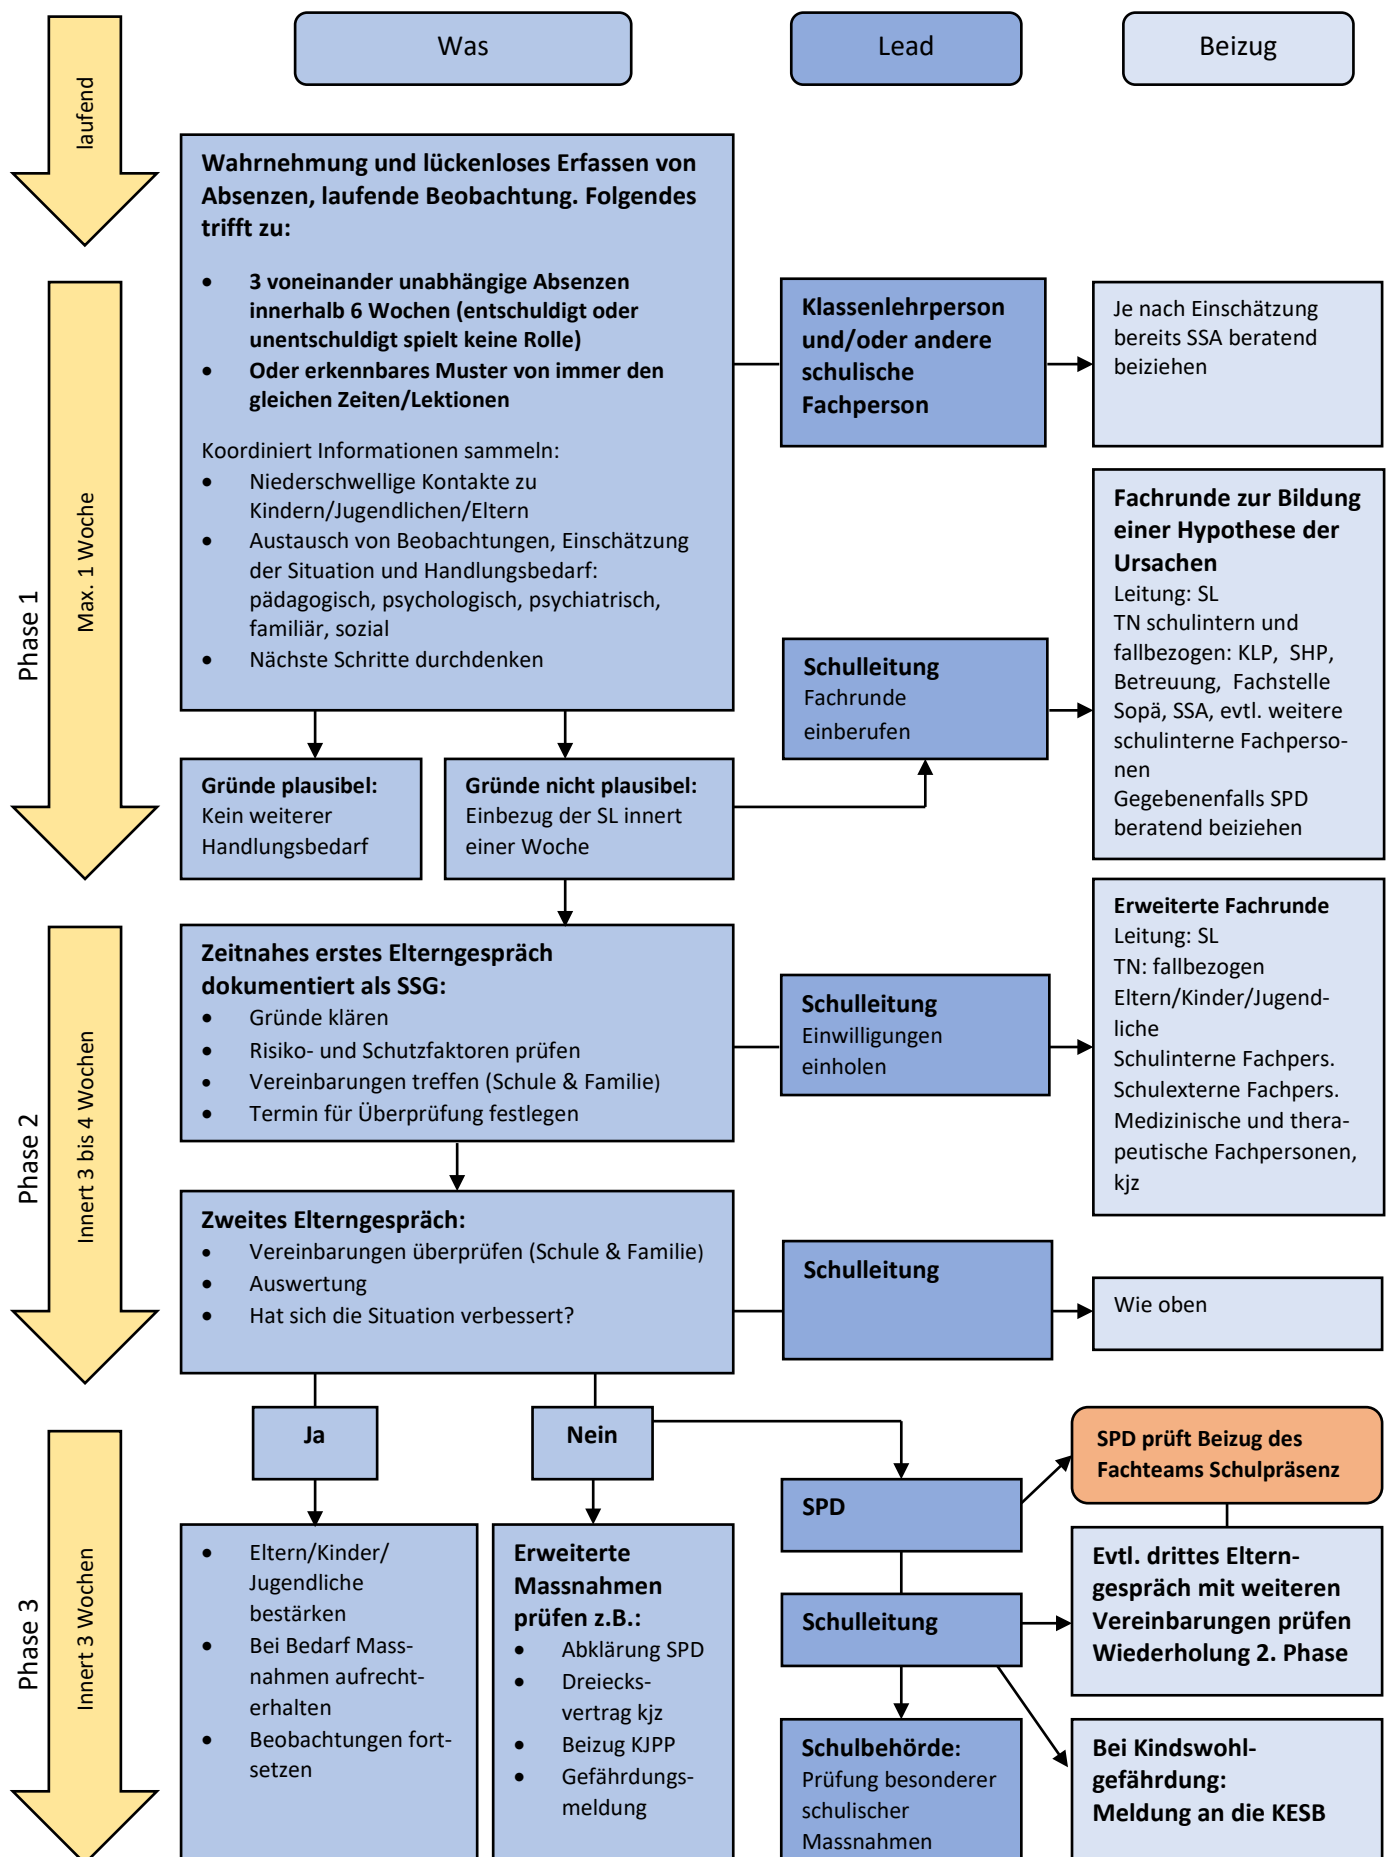 Was
Lead
Beizug
laufend
Wahrnehmung und lückenloses Erfassen von
Absenzen, laufende Beobachtung. Folgendes
trifft zu:
• 3 voneinander unabhängige Absenzen
innerhalb 6 Wochen (entschuldigt oder
unentschuldigt spielt keine Rolle)
• Oder erkennbares Muster von immer den
gleichen Zeiten/Lektionen
Koordiniert Informationen sammeln:
• Niederschwellige Kontakte zu
Kindern/Jugendlichen/Eltern
• Austausch von Beobachtungen, Einschätzung
der Situation und Handlungsbedarf:
pädagogisch, psychologisch, psychiatrisch,
familiär, sozial
• Nächste Schritte durchdenken
Klassenlehrperson
und/oder andere
schulische
Fachperson
Je nach Einschätzung
bereits SSA beratend
beiziehen
Phase 1
Max. 1 Woche
Schulleitung
Fachrunde
einberufen
Fachrunde zur Bildung
einer Hypothese der
Ursachen
Leitung: SL
TN schulintern und
fallbezogen: KLP, SHP,
Betreuung, Fachstelle
Sopä, SSA, evtl. weitere
schulinterne Fachperso-
nen
Gegebenenfalls SPD
beratend beiziehen
Gründe plausibel:
Kein weiterer
Handlungsbedarf
Gründe nicht plausibel:
Einbezug der SL innert
einer Woche
Phase 2
Innert 3 bis 4 Wochen
Zeitnahes erstes Elterngespräch
dokumentiert als SSG:
• Gründe klären
• Risiko- und Schutzfaktoren prüfen
• Vereinbarungen treffen (Schule & Familie)
• Termin für Überprüfung festlegen
Schulleitung
Einwilligungen
einholen
Erweiterte Fachrunde
Leitung: SL
TN: fallbezogen
Eltern/Kinder/Jugend-
liche
Schulinterne Fachpers.
Schulexterne Fachpers.
Medizinische und thera-
peutische Fachpersonen,
kjz
Zweites Elterngespräch:
• Vereinbarungen überprüfen (Schule & Familie)
• Auswertung
• Hat sich die Situation verbessert?
Schulleitung
Wie oben
Phase 3
Innert 3 Wochen
Ja
Nein
• Eltern/Kinder/
Jugendliche
bestärken
• Bei Bedarf Mass-
nahmen aufrecht-
erhalten
• Beobachtungen fort-
setzen
Erweiterte
Massnahmen
prüfen z.B.:
• Abklärung SPD
• Dreiecks-
vertrag kjz
• Beizug KJPP
• Gefährdungs-
meldung
SPD
SPD prüft Beizug des
Fachteams Schulpräsenz
Schulleitung
Evtl. drittes Eltern-
gespräch mit weiteren
Vereinbarungen prüfen
Wiederholung 2. Phase
Schulbehörde:
Prüfung besonderer
schulischer
Massnahmen
Bei Kindswohl-
gefährdung:
Meldung an die KESB